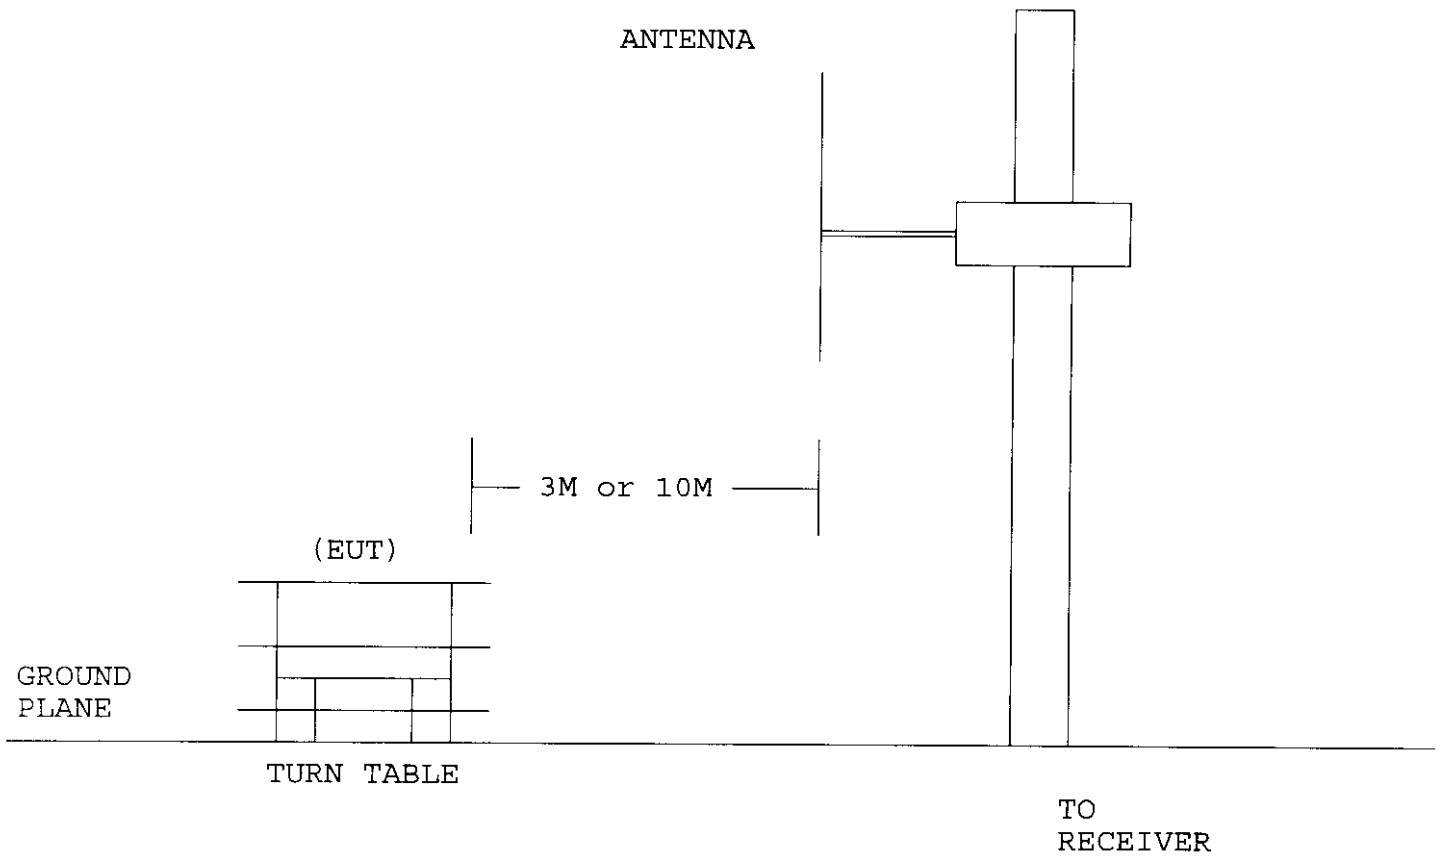 ANTENNA
3M or 10M
(EUT)
GROUND
PLANE
TURN TABLE
TO
RECEIVER